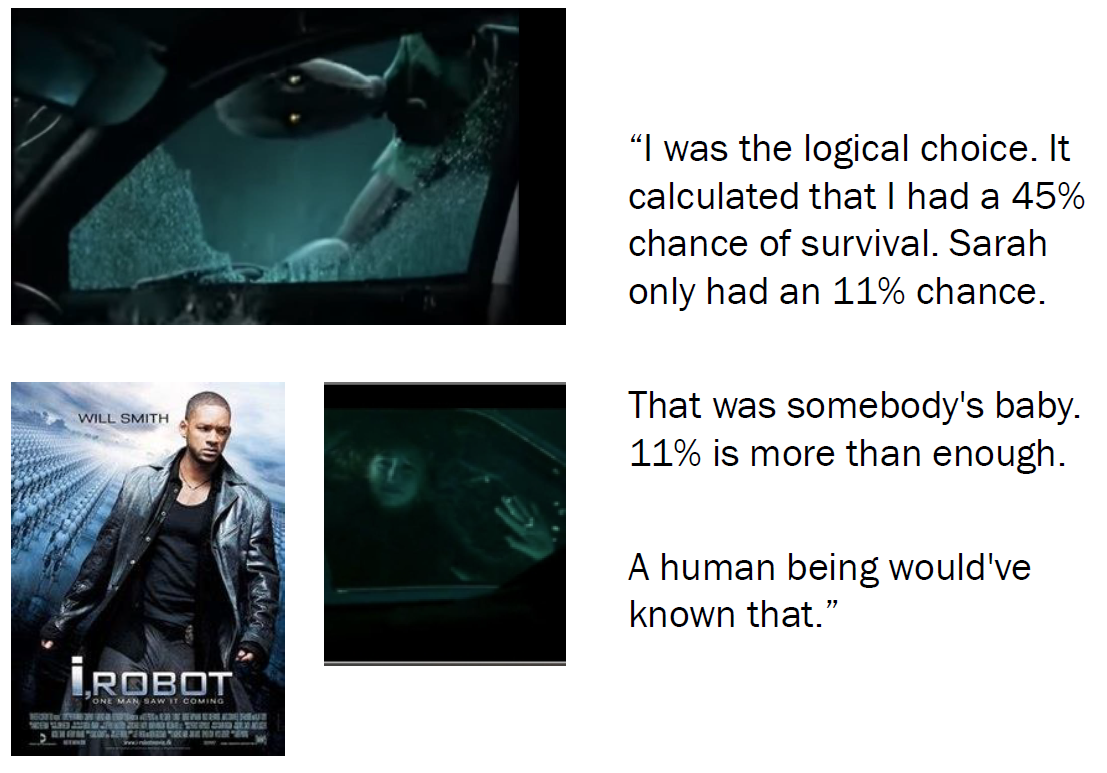 “I was the logical choice. It
calculated that I had a 45%
chance of survival. Sarah
only had an 11% chance.
That was somebody's baby.
11% is more than enough.
A human being would've
known that.”
WILL SMITH
i,ROBOT
ONE MAN SAW IT COMING